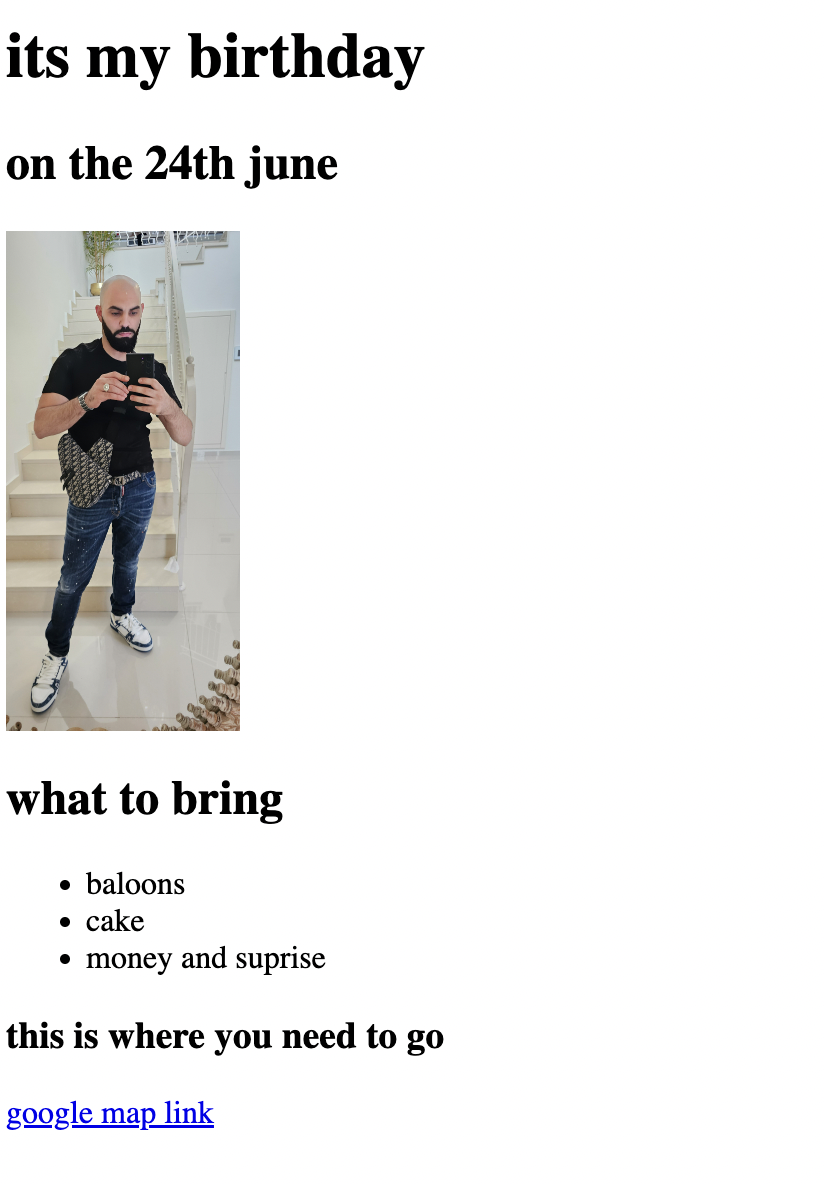 its my birthday
on the 24th june
what to bring
baloons
cake
money and suprise
this is where you need to go
google map link